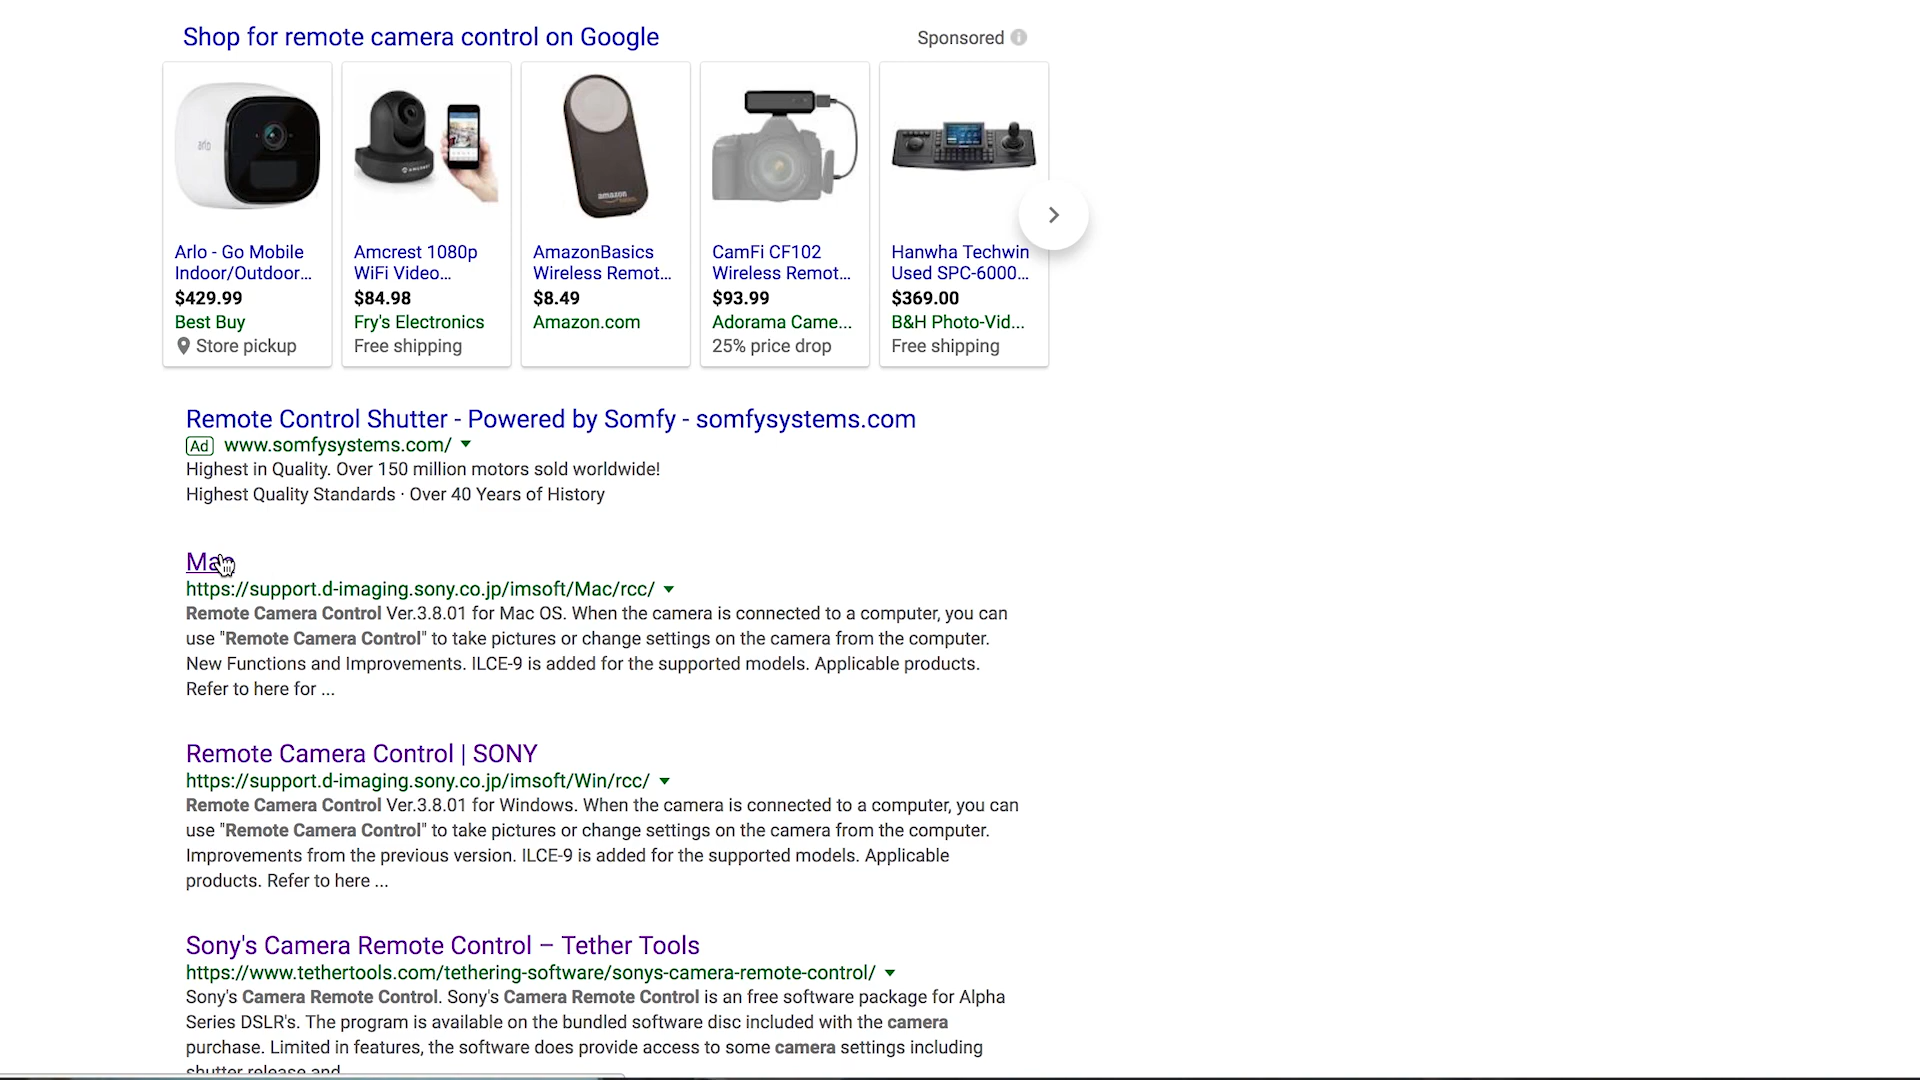 Shop for remote camera control on Google
Sponsored
arlo
AMCREST
amazon
Arlo - Go Mobile
Indoor/Outdoor...
$429.99
Best Buy
Store pickup
Amcrest 1080p
WiFi Video...
$84.98
Fry's Electronics
Free shipping
AmazonBasics
Wireless Remot...
$8.49
Amazon.com
CamFi CF102
Wireless Remot...
$93.99
Adorama Came...
25% price drop
Hanwha Techwin
Used SPC-6000...
$369.00
B&H Photo-Vid...
Free shipping
Remote Control Shutter - Powered by Somfy - somfysystems.com
Ad www.somfysystems.com/
Highest in Quality. Over 150 million motors sold worldwide!
Highest Quality Standards · Over 40 Years of History
Mac
https://support.d-imaging.sony.co.jp/imsoft/Mac/rcc/
Remote Camera Control Ver.3.8.01 for Mac OS. When the camera is connected to a computer, you can
use "Remote Camera Control" to take pictures or change settings on the camera from the computer.
New Functions and Improvements. ILCE-9 is added for the supported models. Applicable products.
Refer to here for ...
Remote Camera Control | SONY
https://support.d-imaging.sony.co.jp/imsoft/Win/rcc/
Remote Camera Control Ver.3.8.01 for Windows. When the camera is connected to a computer, you can
use "Remote Camera Control" to take pictures or change settings on the camera from the computer.
Improvements from the previous version. ILCE-9 is added for the supported models. Applicable
products. Refer to here ...
Sony's Camera Remote Control – Tether Tools
https://www.tethertools.com/tethering-software/sonys-camera-remote-control/
Sony's Camera Remote Control. Sony's Camera Remote Control is an free software package for Alpha
Series DSLR's. The program is available on the bundled software disc included with the camera
purchase. Limited in features, the software does provide access to some camera settings including
shutter release and